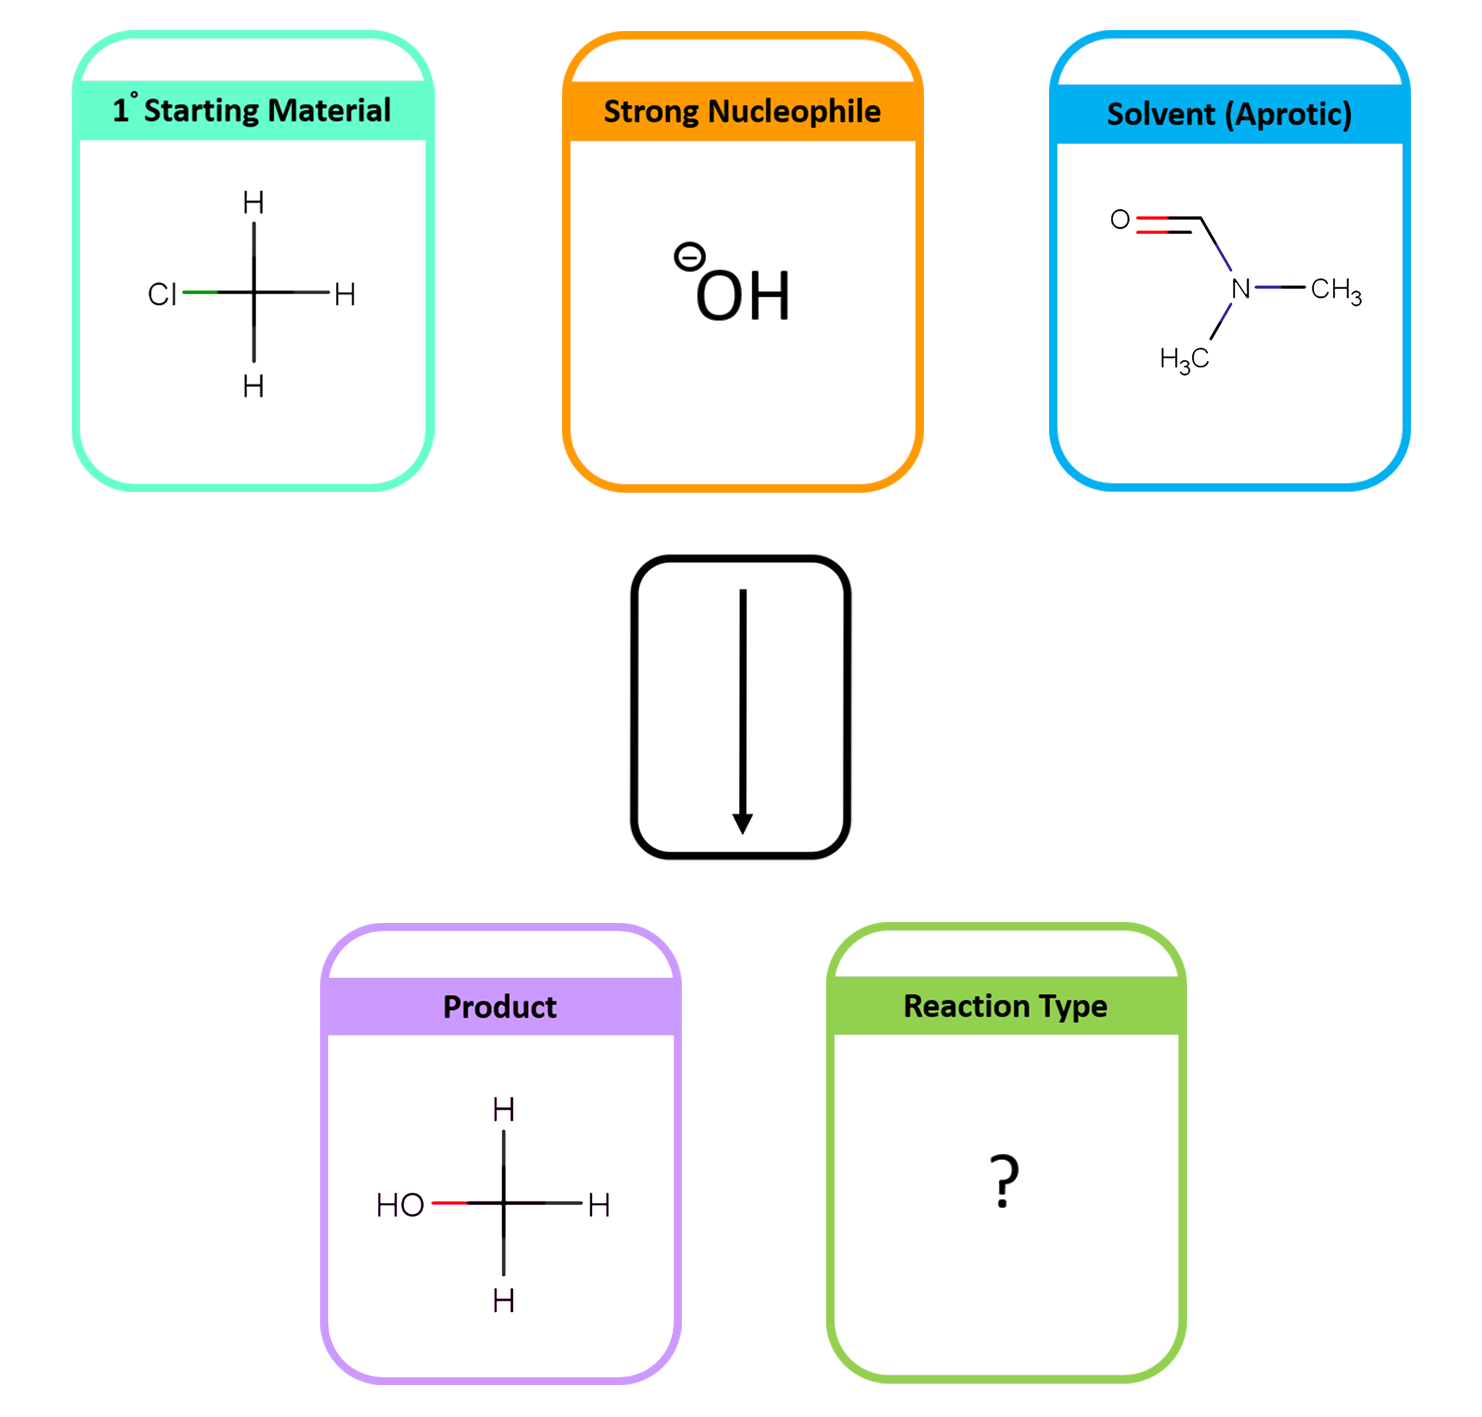 1° Starting Material
Strong Nucleophile
Solvent (Aprotic)
H
Cl
H
H
⊖OH
O
N
CH₃
H₃C
Product
Reaction Type
H
HO
H
H
?